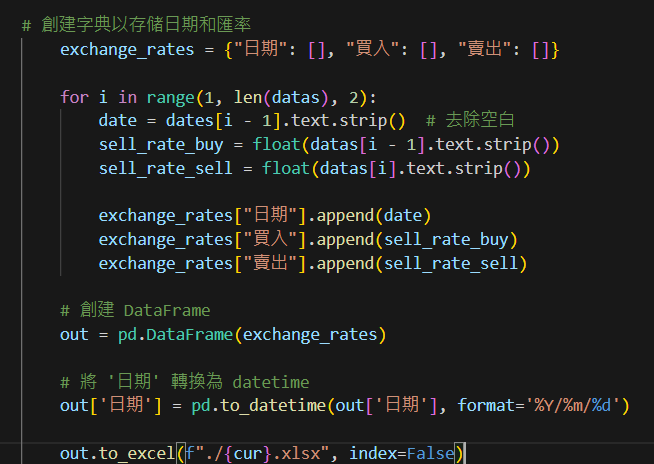 # 創建字典以存储日期和匯率
exchange_rates = {"日期": [], "買入": [], "賣出": []}
for i in range(1, len(datas), 2):
date = dates[i - 1].text.strip()  # 去除空白
sell_rate_buy = float(datas[i - 1].text.strip())
sell_rate_sell = float(datas[i].text.strip())
exchange_rates["日期"].append(date)
exchange_rates["買入"].append(sell_rate_buy)
exchange_rates["賣出"].append(sell_rate_sell)
# 創建 DataFrame
out = pd.DataFrame(exchange_rates)
# 將 '日期' 轉換為 datetime
out['日期'] = pd.to_datetime(out['日期'], format='%Y/%m/%d')
out.to_excel(f"./{cur}.xlsx", index=False)